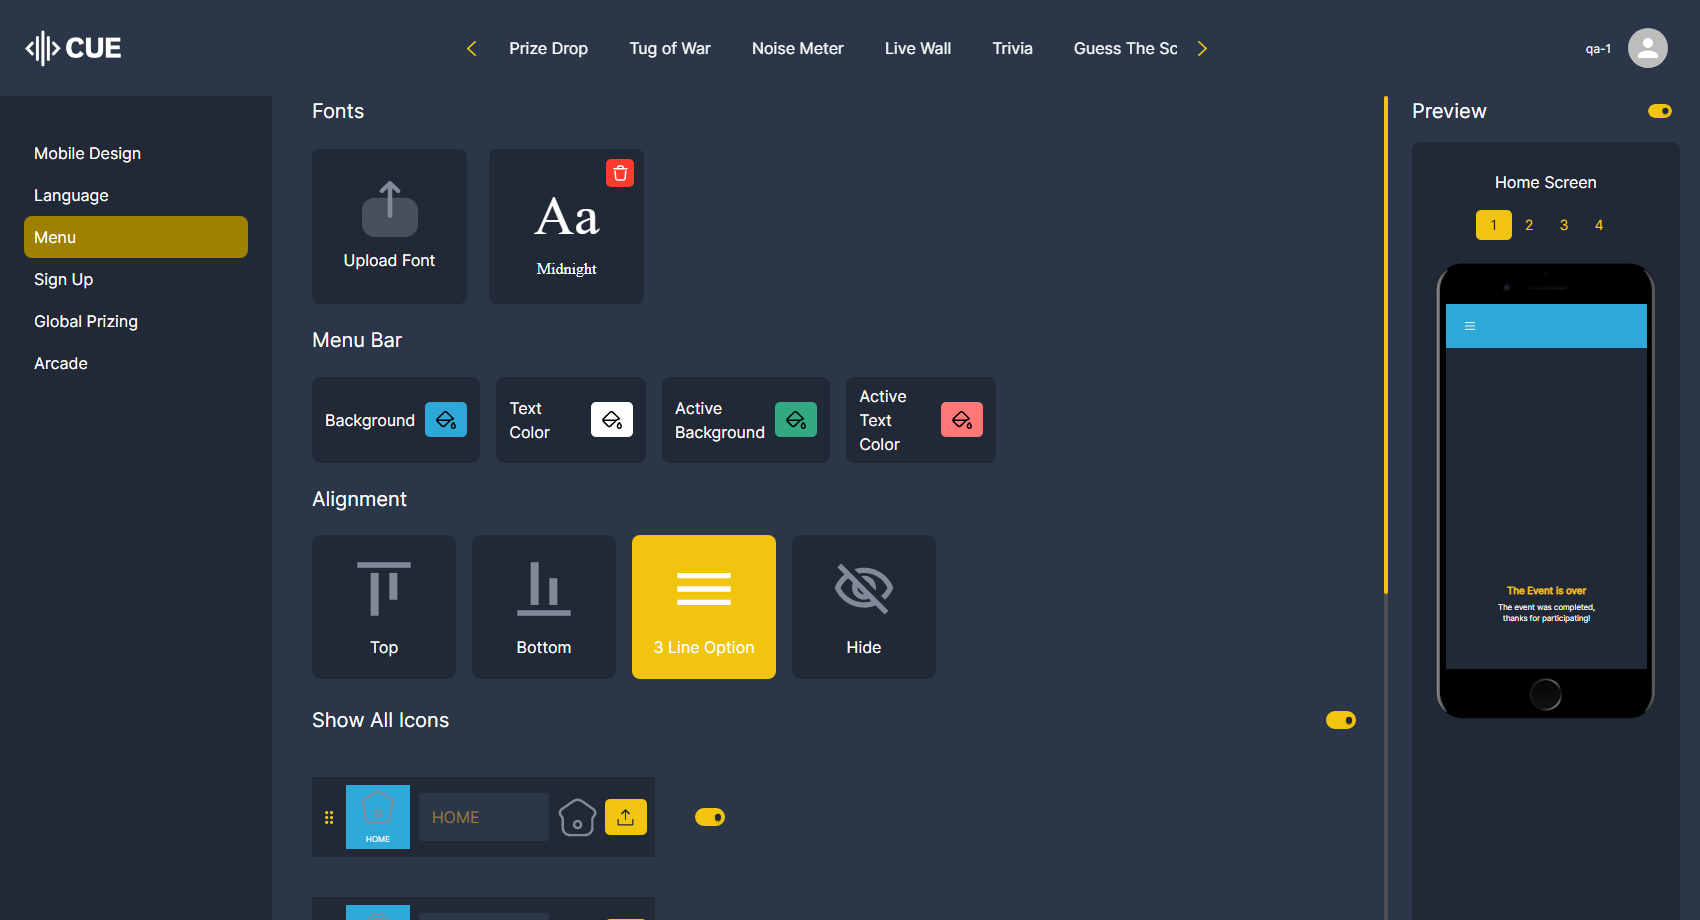 CUE
Prize Drop
Tug of War
Noise Meter
Live Wall
Trivia
Guess The Sc
qa-1
Mobile Design
Language
Menu
Sign Up
Global Prizing
Arcade
Fonts
Upload Font
Aa
Midnight
Menu Bar
Background
Text
Color
Active
Background
Active
Text
Color
Alignment
Top
Bottom
3 Line Option
Hide
Show All Icons
HOME
HOME
Preview
Home Screen
1 2 3 4
The Event is over
The event was completed,
thanks for participating!